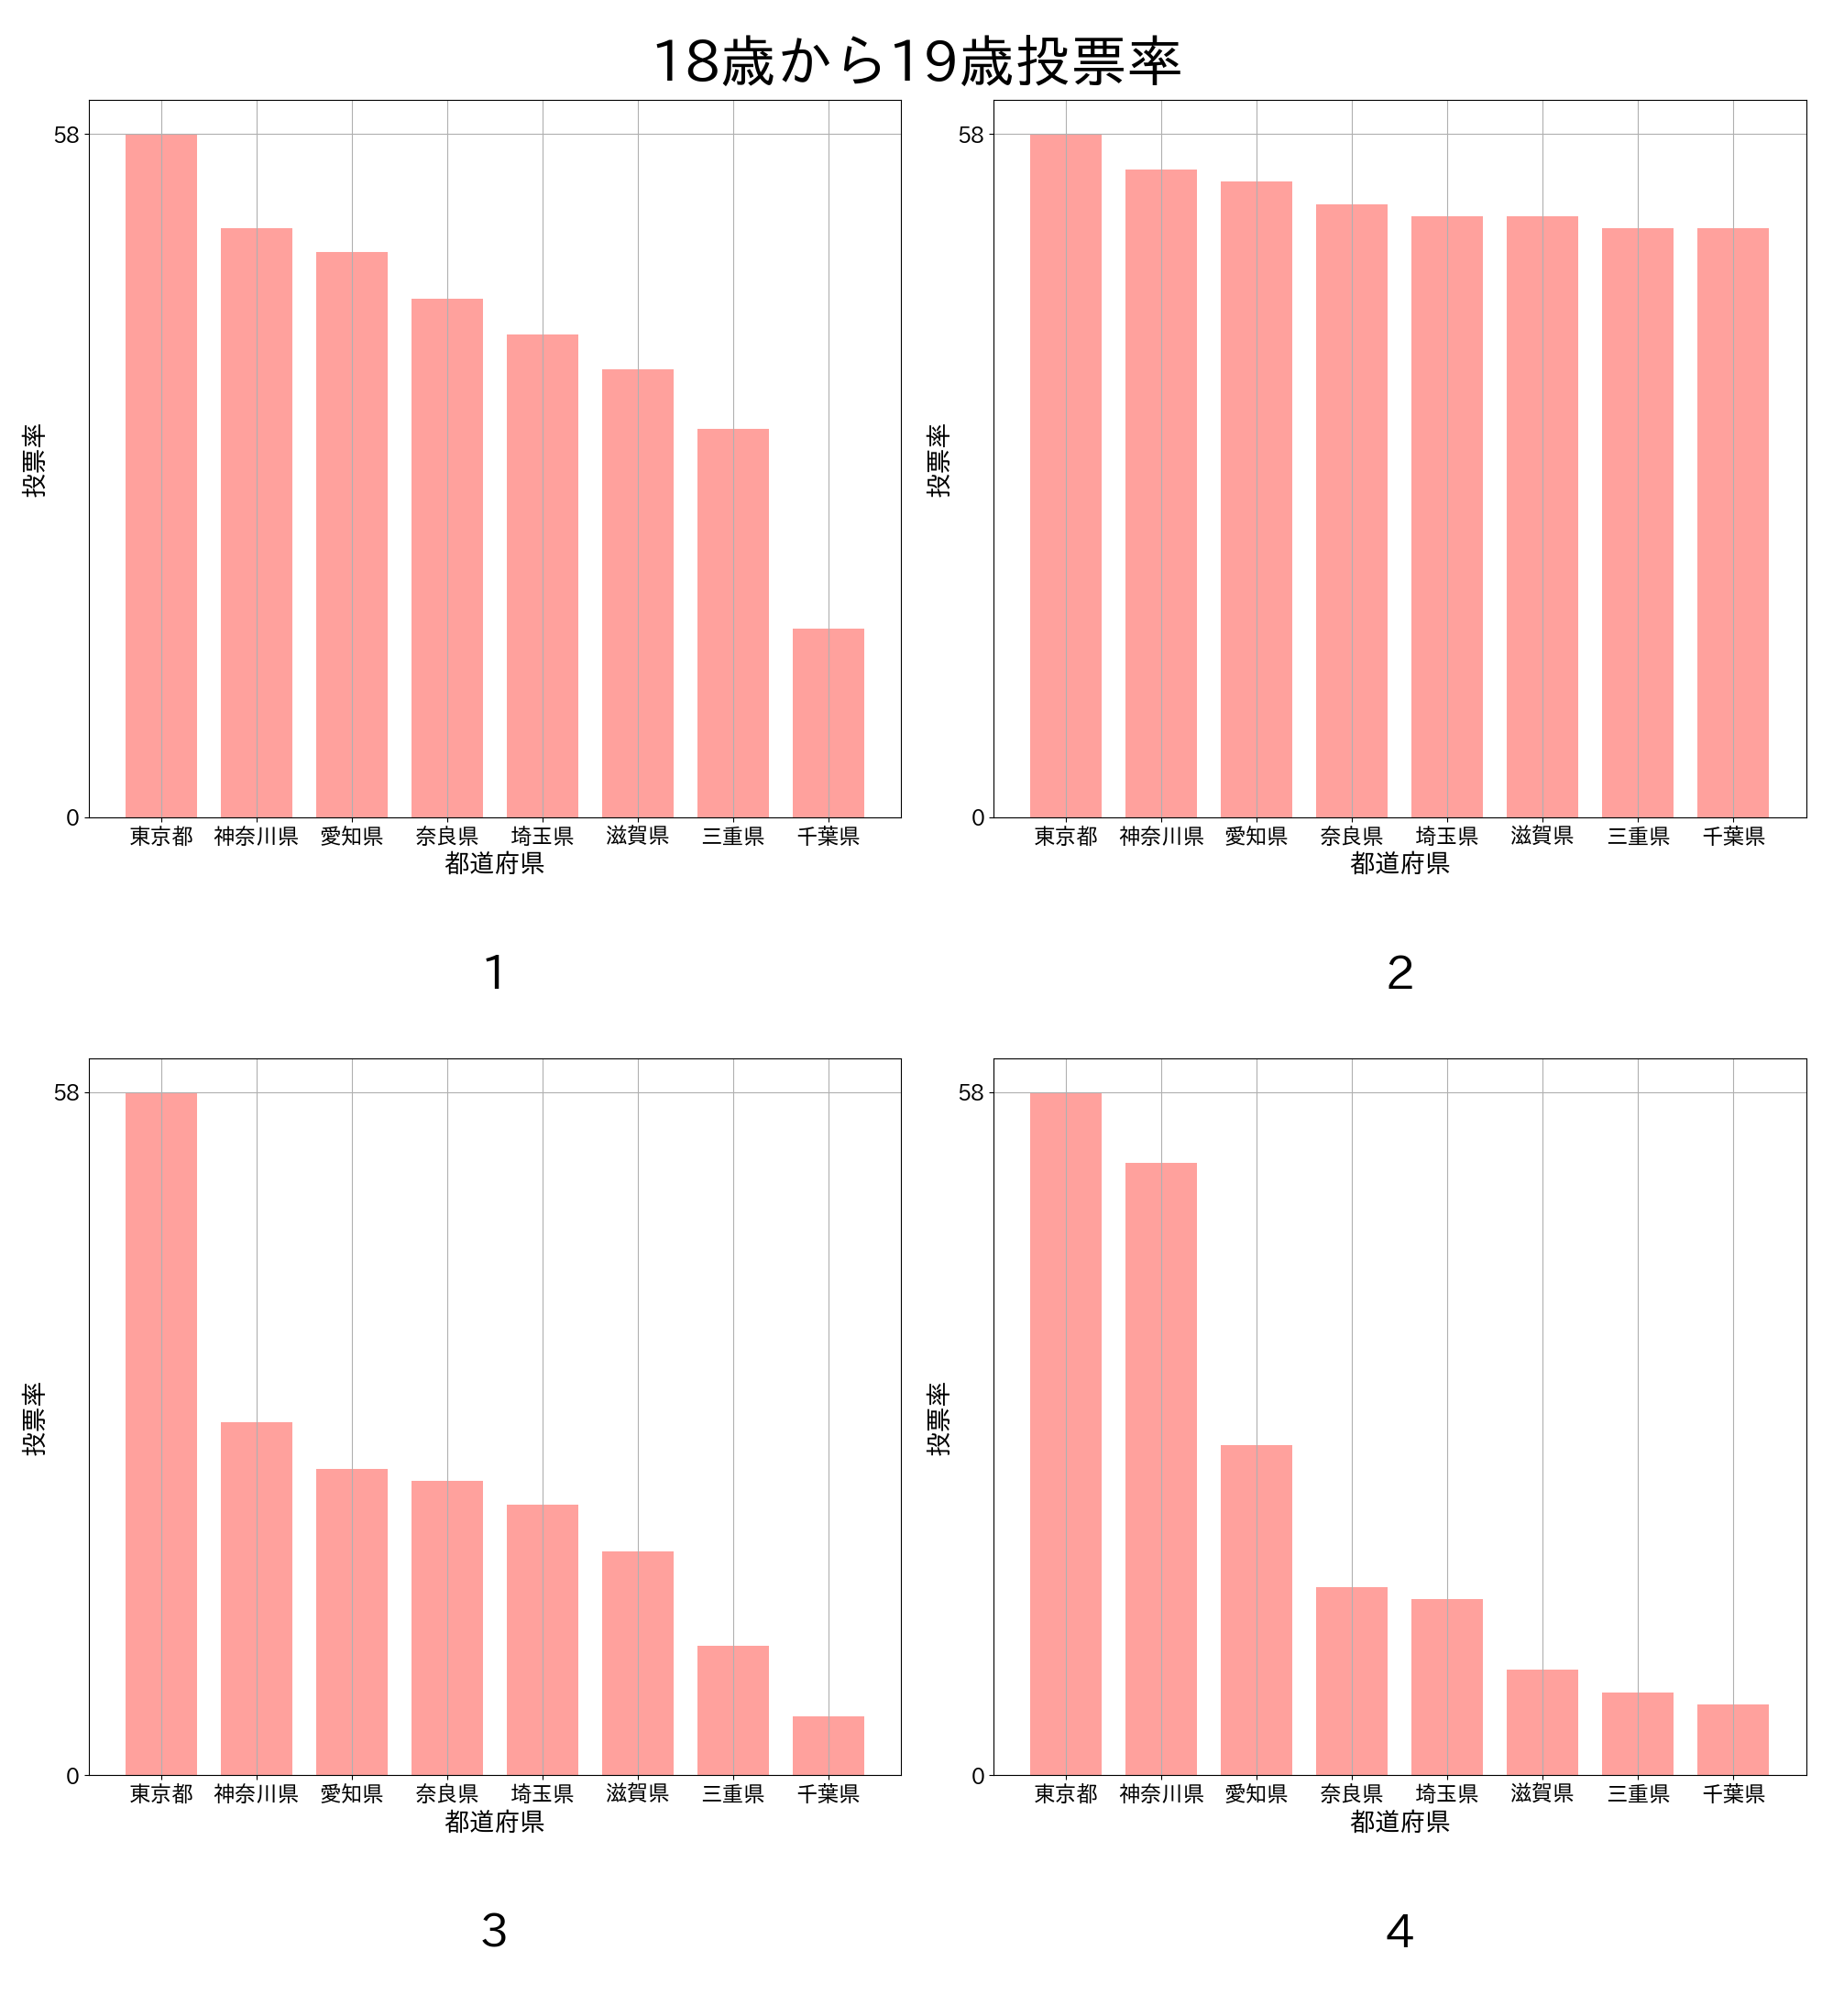 18歳から19歳投票率
58
0
投票率
東京都 神奈川県 愛知県 奈良県 埼玉県 滋賀県 三重県 千葉県
都道府県
1
58
0
投票率
東京都 神奈川県 愛知県 奈良県 埼玉県 滋賀県 三重県 千葉県
都道府県
2
58
0
投票率
東京都 神奈川県 愛知県 奈良県 埼玉県 滋賀県 三重県 千葉県
都道府県
3
58
0
投票率
東京都 神奈川県 愛知県 奈良県 埼玉県 滋賀県 三重県 千葉県
都道府県
4